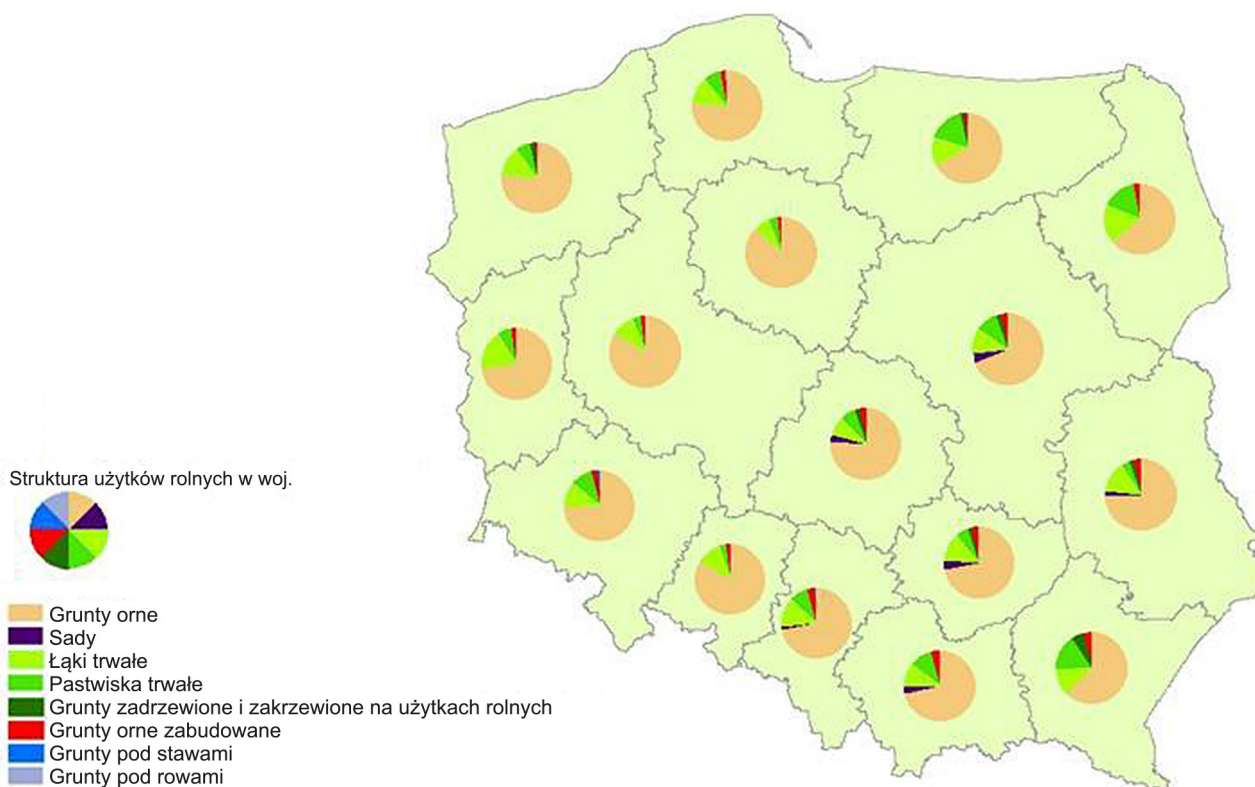 Struktura użytków rolnych w woj.
Grunty orne
Sady
Łąki trwałe
Pastwiska trwałe
Grunty zadrzewione i zakrzewione na użytkach rolnych
Grunty orne zabudowane
Grunty pod stawami
Grunty pod rowami